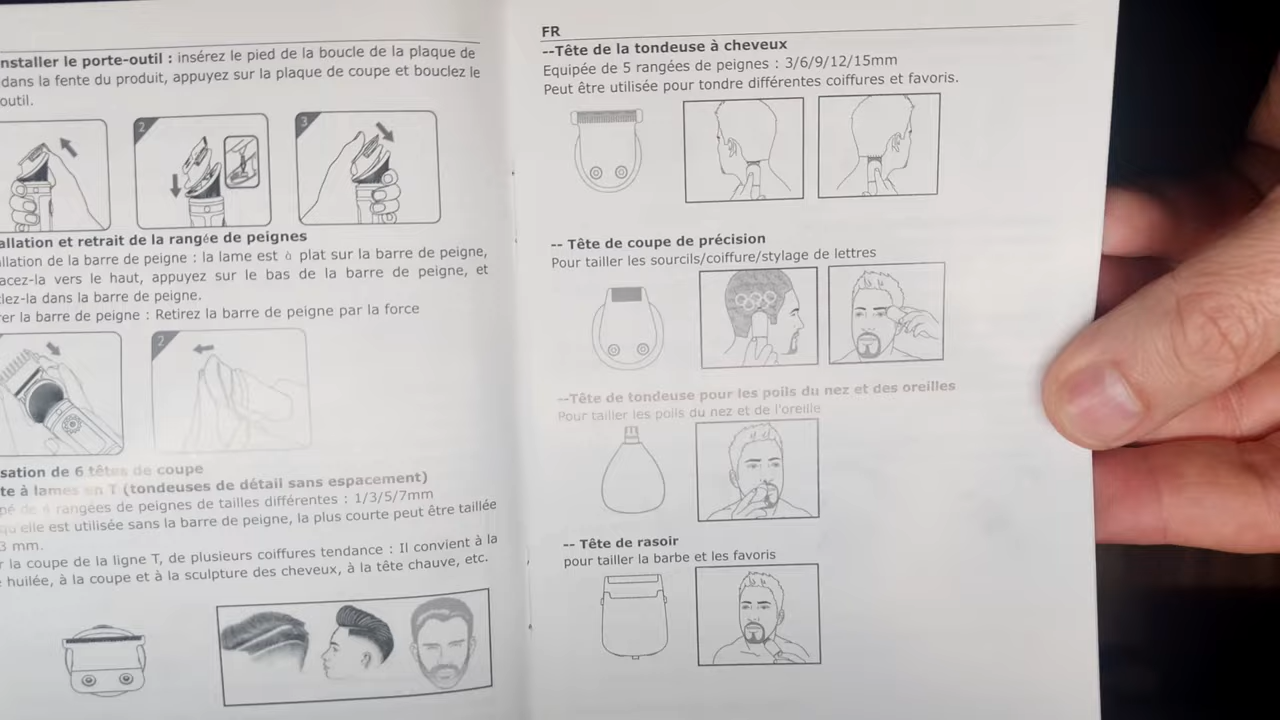 nstaller le porte-outil : insérez le pied de la boucle de la plaque de
dans la fente du produit, appuyez sur la plaque de coupe et bouclez le
outil.
2
3
allation et retrait de la rangée de peignes
llation de la barre de peigne : la lame est à plat sur la barre de peigne,
acez-la vers le haut, appuyez sur le bas de la barre de peigne, et
lez-la dans la barre de peigne.
er la barre de peigne : Retirez la barre de peigne par la force
2
sation de 6 têtes de coupe
te à lames en T (tondeuses de détail sans espacement)
pé de 4 rangées de peignes de tailles différentes : 1/3/5/7mm
qu'elle est utilisée sans la barre de peigne, la plus courte peut être taillée
3 mm.
r la coupe de la ligne T, de plusieurs coiffures tendance : Il convient à la
huilée, à la coupe et à la sculpture des cheveux, à la tête chauve, etc.
FR
--Tête de la tondeuse à cheveux
Equipée de 5 rangées de peignes : 3/6/9/12/15mm
Peut être utilisée pour tondre différentes coiffures et favoris.
-- Tête de coupe de précision
Pour tailler les sourcils/coiffure/stylage de lettres
--Tête de tondeuse pour les poils du nez et des oreilles
Pour tailler les poils du nez et de l'oreille
-- Tête de rasoir
pour tailler la barbe et les favoris